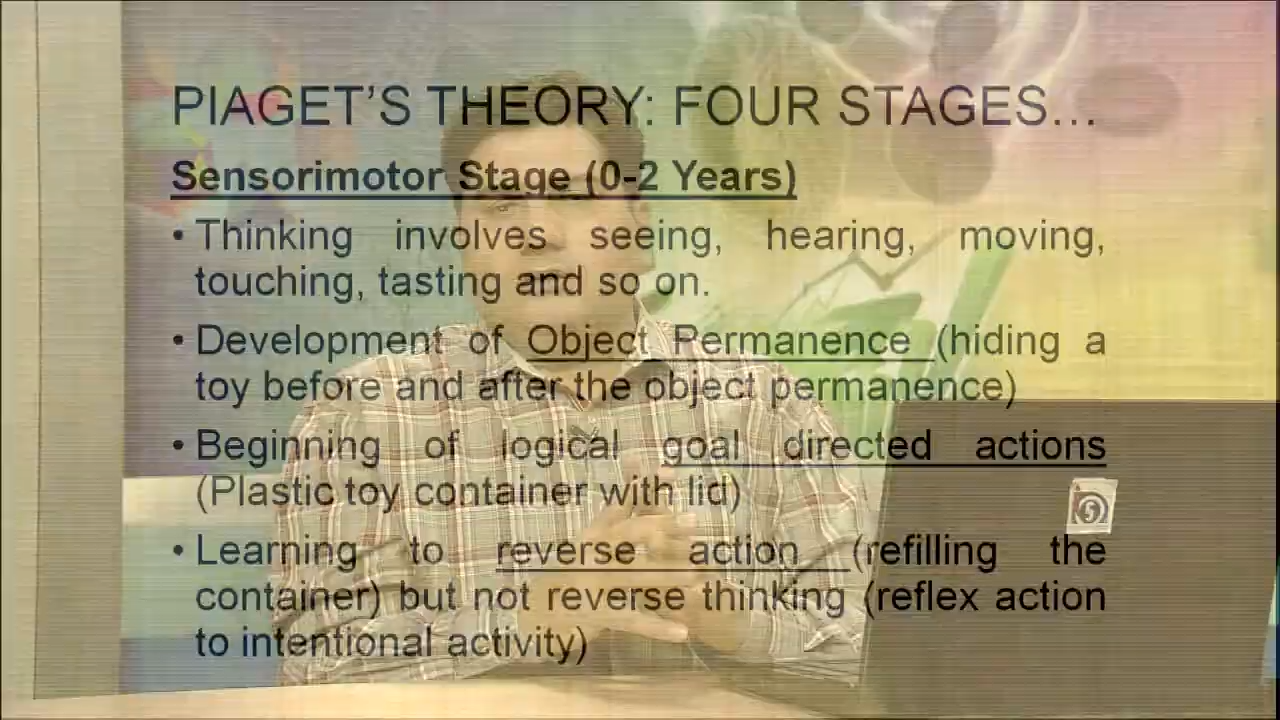 PIAGET'S THEORY: FOUR STAGES...
Sensorimotor Stage (0-2 Years)
• Thinking involves seeing, hearing, moving,
touching, tasting and so on.
• Development of Object Permanence (hiding a
toy before and after the object permanence)
• Beginning of logical goal directed actions
(Plastic toy container with lid)
• Learning to reverse action (refilling the
container) but not reverse thinking (reflex action
to intentional activity)